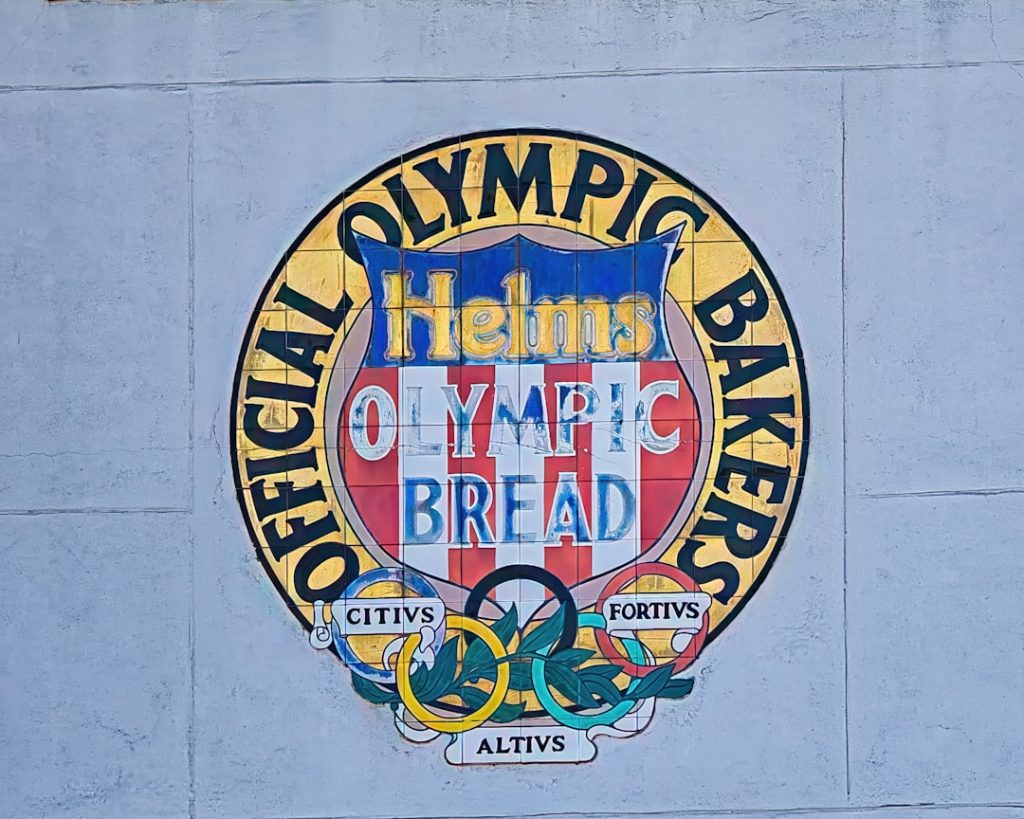 OFFICIAL OLYMPIC BAKERS
Helms
OLYMPIC
BREAD
CITIVS
FORTIVS
ALTIVS